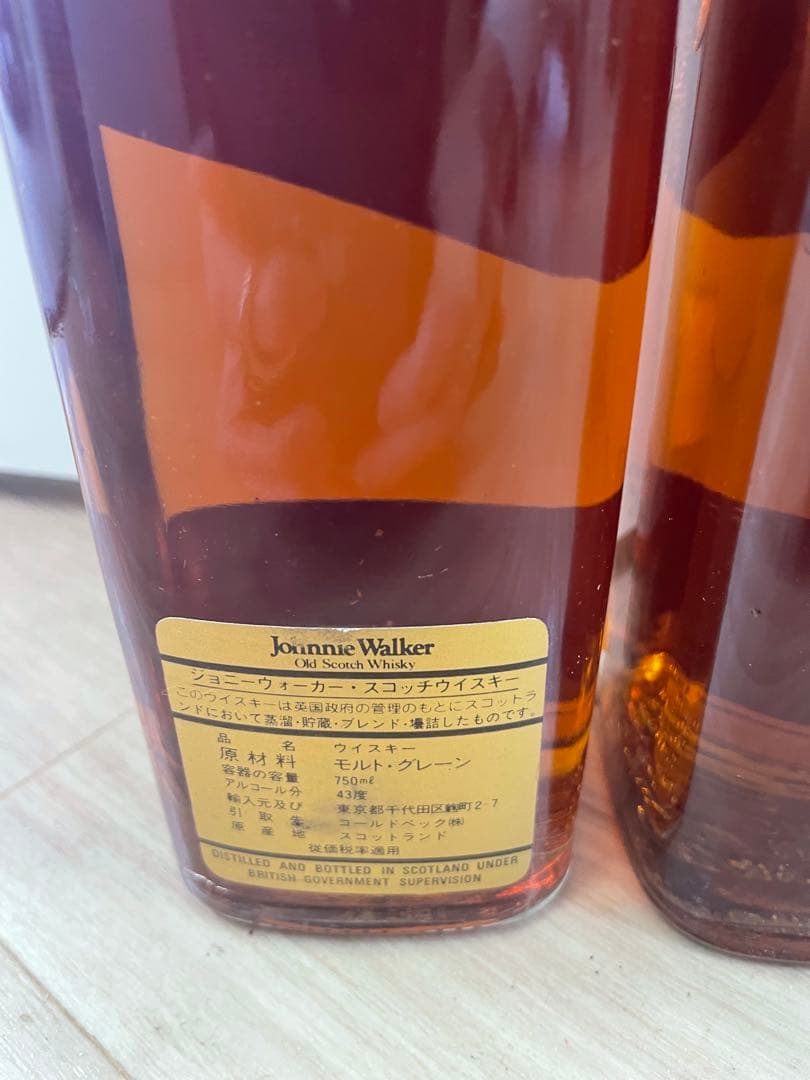 Johnnie Walker
Old Scotch Whisky
ジョニーウォーカー・スコッチウイスキー
このウイスキーは英国政府の管理のもとにスコットラ
ンドにおいて蒸溜・貯蔵・ブレンド・壜詰したものです。
品名 ウイスキー
原材料 モルト・グレーン
容器の容量 750mℓ
アルコール分 43度
輸入元及び 東京都千代田区麹町2-7
引取先 コールドベック(株)
原産地 スコットランド
従価税率適用
DISTILLED AND BOTTLED IN SCOTLAND UNDER
BRITISH GOVERNMENT SUPERVISION